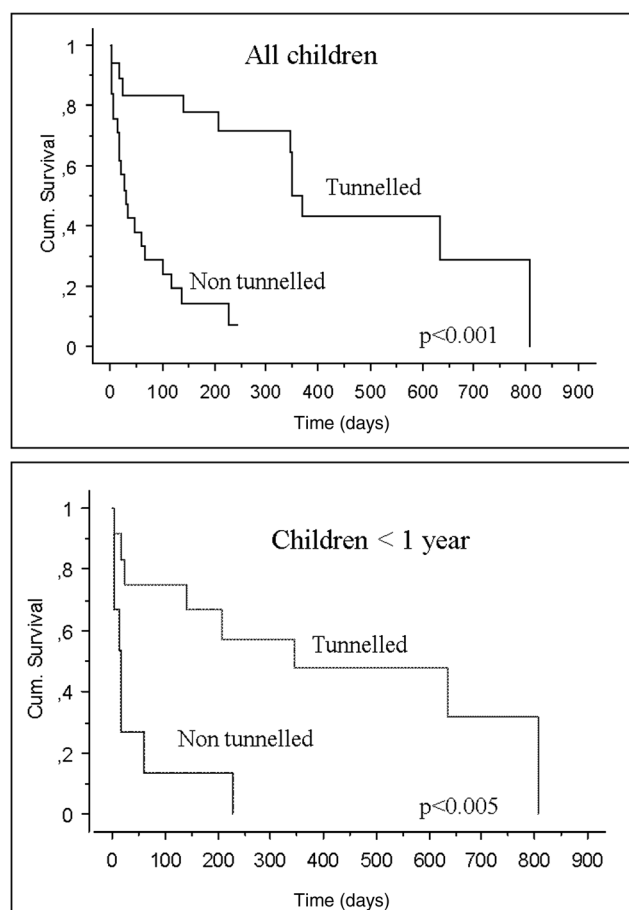 All children
1
,8
,6
,4
,2
0
Cum. Survival
Tunnelled
Non tunnelled
p<0.001
0 100 200 300 400 500 600 700 800 900
Time (days)
Children < 1 year
1
,8
,6
,4
,2
0
Cum. Survival
Tunnelled
Non tunnelled
p<0.005
0 100 200 300 400 500 600 700 800 900
Time (days)